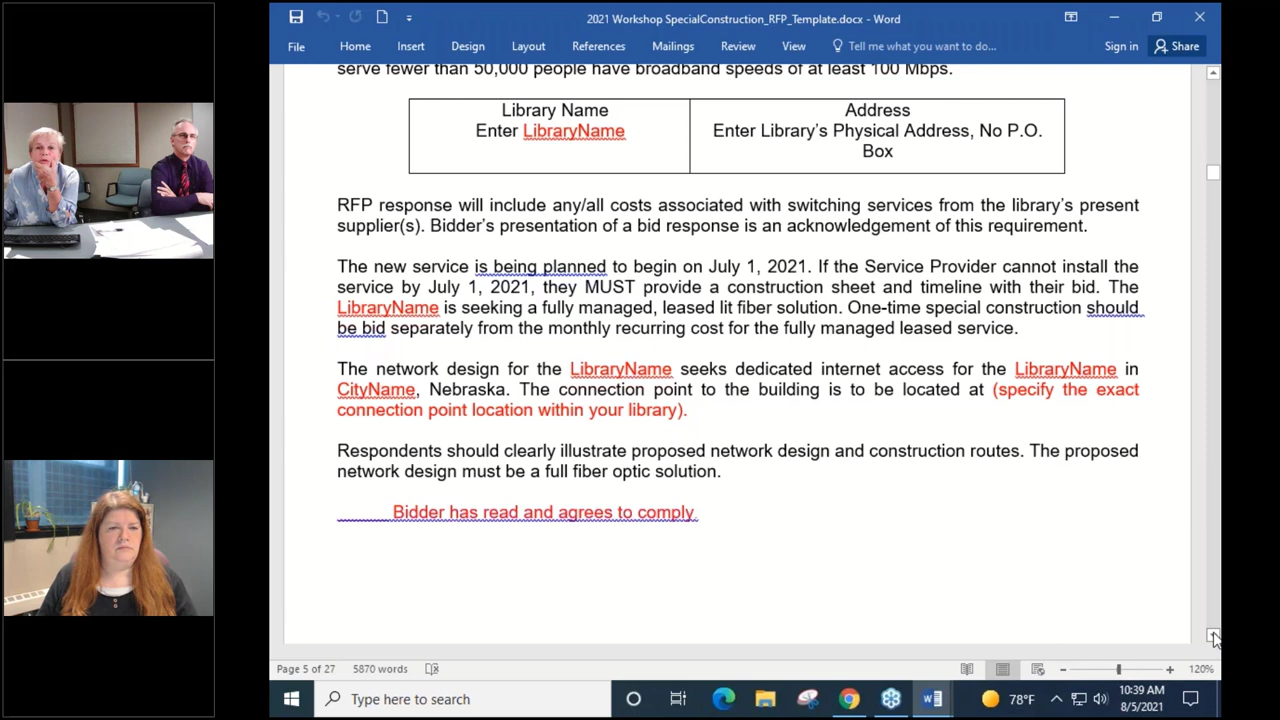 2021 Workshop SpecialConstruction_RFP_Template.docx - Word
File Home Insert Design Layout References Mailings Review View Tell me what you want to do... Sign in Share
serve fewer than 50,000 people have broadband speeds of at least 100 Mbps.
Library Name
Enter LibraryName
Address
Enter Library's Physical Address, No P.O.
Box
RFP response will include any/all costs associated with switching services from the library's present
supplier(s). Bidder's presentation of a bid response is an acknowledgement of this requirement.
The new service is being planned to begin on July 1, 2021. If the Service Provider cannot install the
service by July 1, 2021, they MUST provide a construction sheet and timeline with their bid. The
LibraryName is seeking a fully managed, leased lit fiber solution. One-time special construction should
be bid separately from the monthly recurring cost for the fully managed leased service.
The network design for the LibraryName seeks dedicated internet access for the LibraryName in
CityName, Nebraska. The connection point to the building is to be located at (specify the exact
connection point location within your library).
Respondents should clearly illustrate proposed network design and construction routes. The proposed
network design must be a full fiber optic solution.
______ Bidder has read and agrees to comply.
Page 5 of 27 5870 words 120%
Type here to search 78°F 10:39 AM
8/5/2021